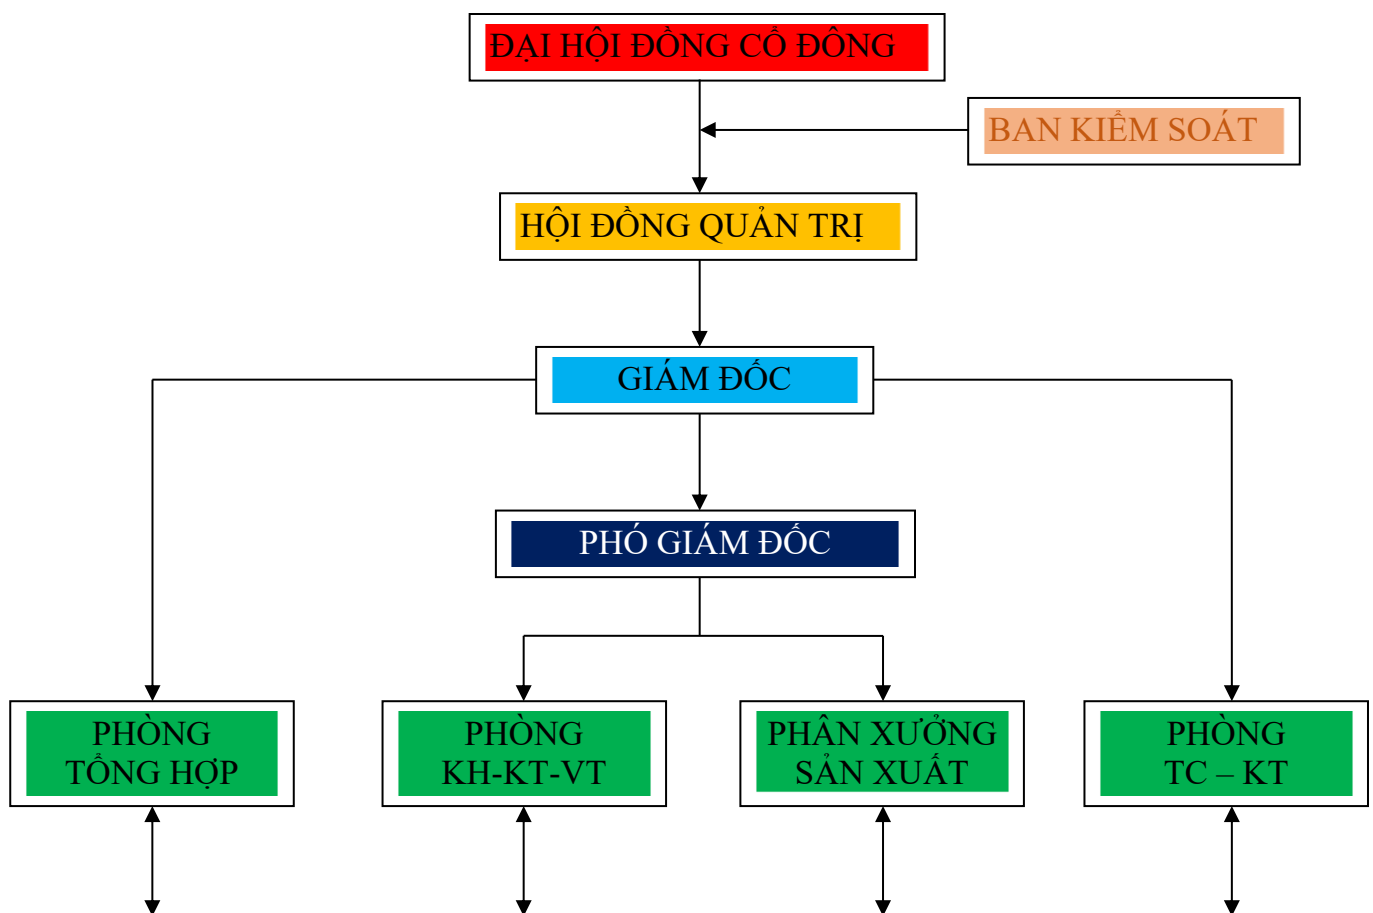 ĐẠI HỘI ĐỒNG CỔ ĐÔNG
BAN KIỂM SOÁT
HỘI ĐỒNG QUẢN TRỊ
GIÁM ĐỐC
PHÓ GIÁM ĐỐC
PHÒNG
TỔNG HỢP
PHÒNG
KH-KT-VT
PHÂN XƯỞNG
SẢN XUẤT
PHÒNG
TC – KT